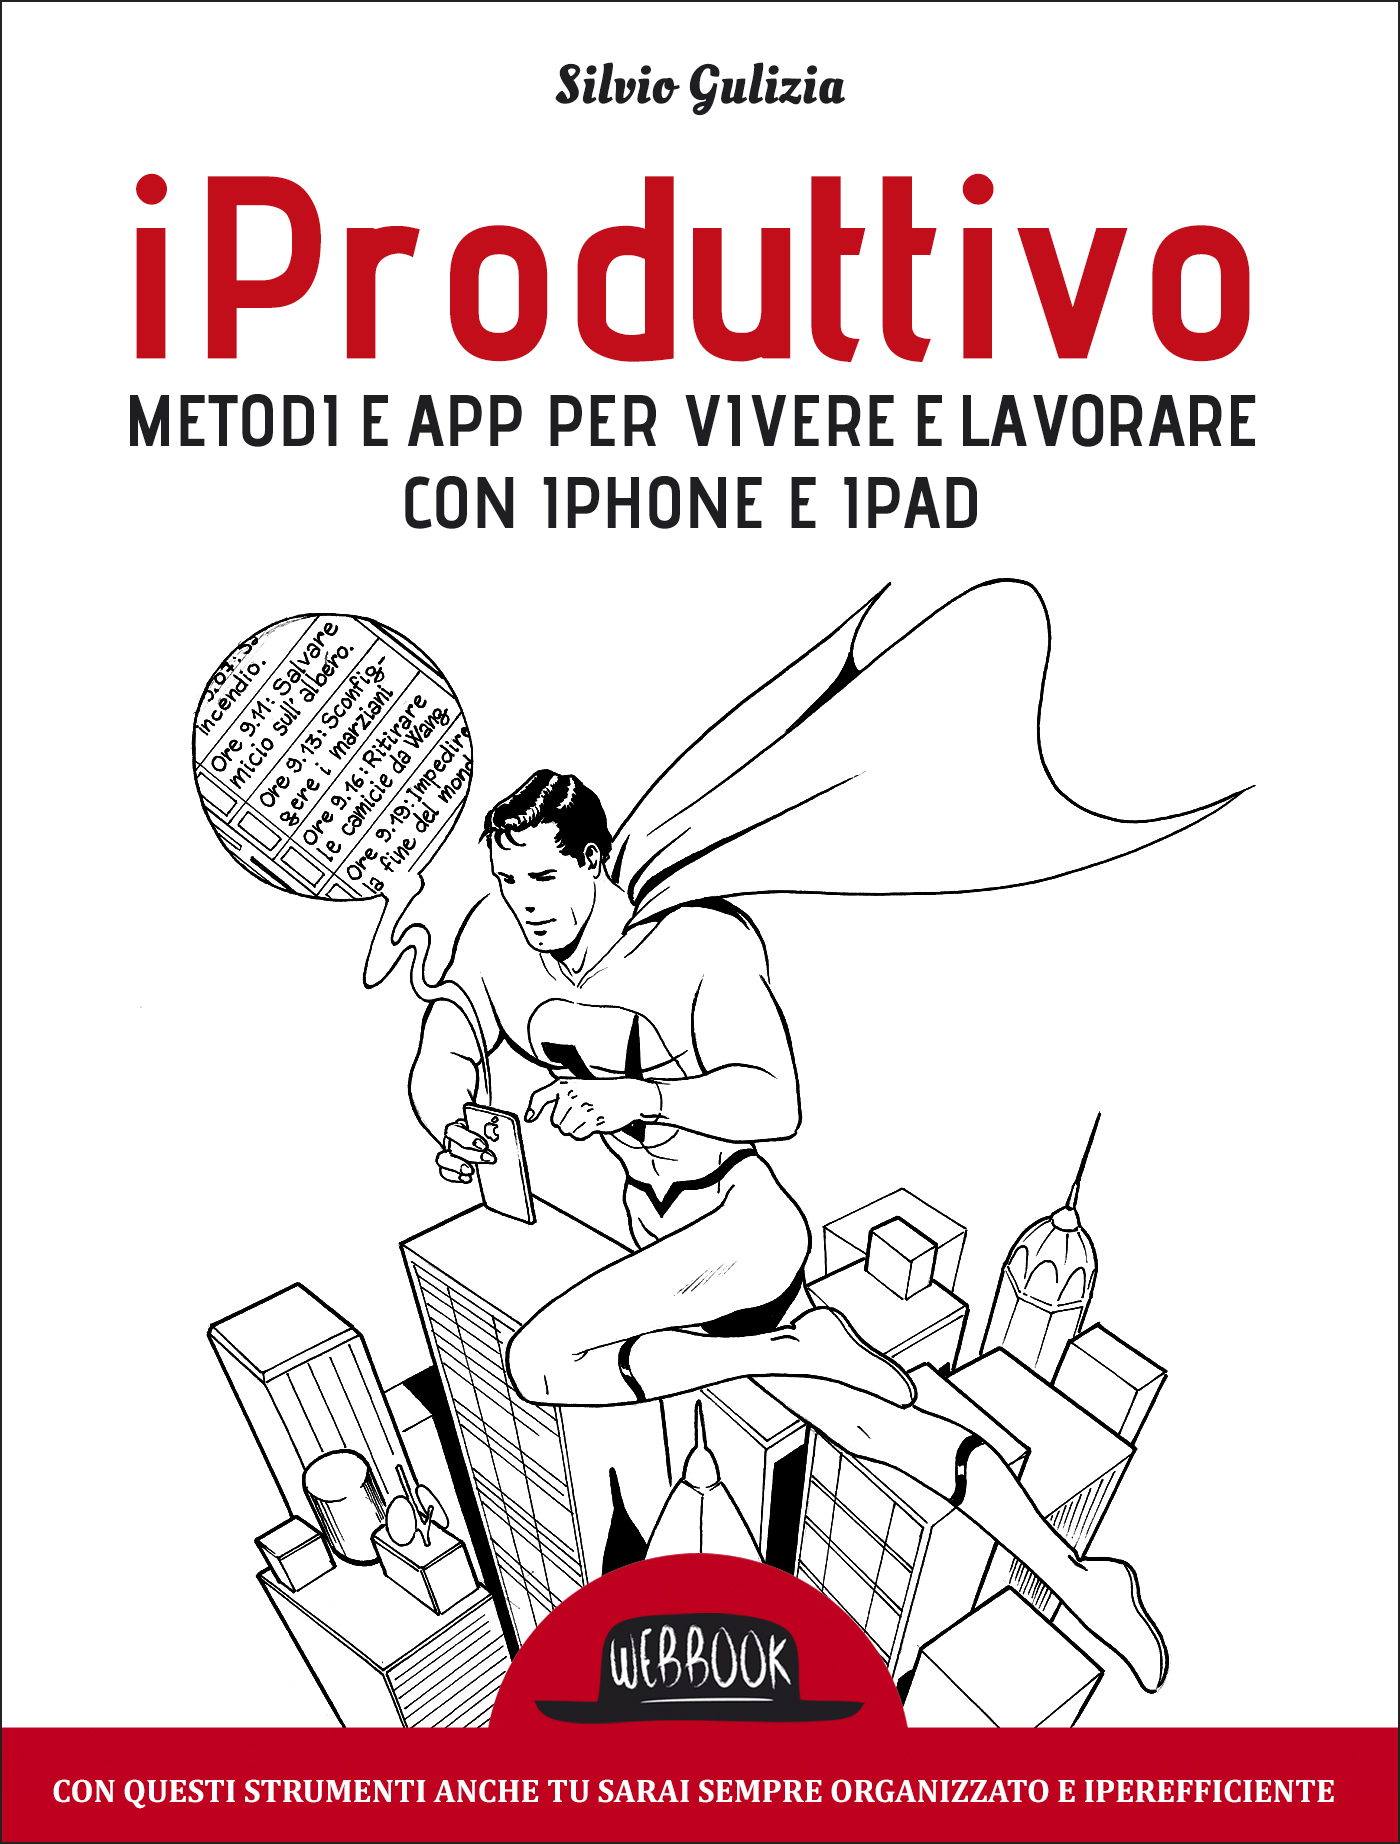 Silvio Gulizia
iProduttivo
METODI E APP PER VIVERE E LAVORARE
CON IPHONE E IPAD
incendio.
Ore 9.11: Salvare
micio sull' albero.
Ore 9.13: Sconfig-
gere i marziani
Ore 9.16: Ritirare
le camicie da Wang
Ore 9.19: Impedire
la fine del mond
WEBBOOK
CON QUESTI STRUMENTI ANCHE TU SARAI SEMPRE ORGANIZZATO E IPEREFFICIENTE